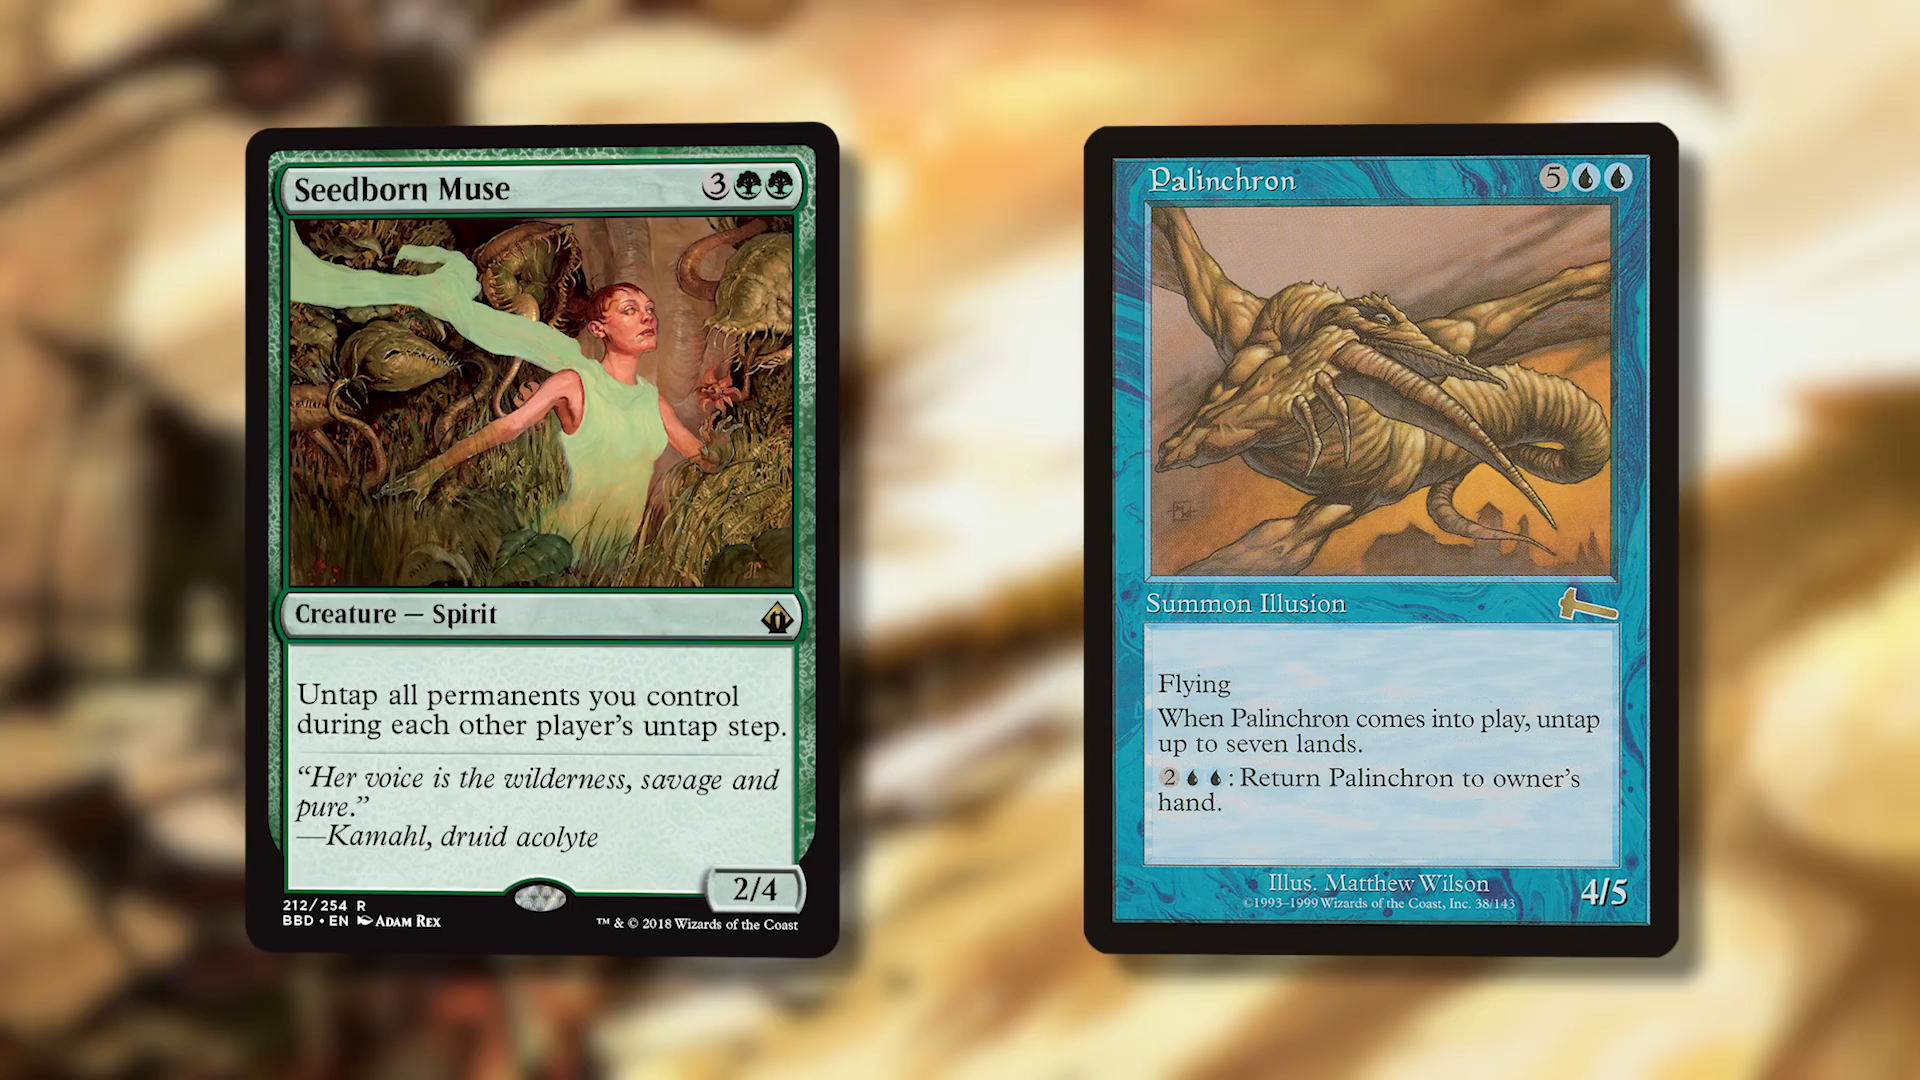 Seedborn Muse 3
Creature — Spirit
Untap all permanents you control
during each other player's untap step.
“Her voice is the wilderness, savage and
pure.”
—Kamahl, druid acolyte
2/4
212/254 R
BBD • EN ADAM REX
™ & © 2018 Wizards of the Coast
Palinchron 5
Summon Illusion
Flying
When Palinchron comes into play, untap
up to seven lands.
2 : Return Palinchron to owner's
hand.
Illus. Matthew Wilson
©1993–1999 Wizards of the Coast, Inc. 38/143
4/5